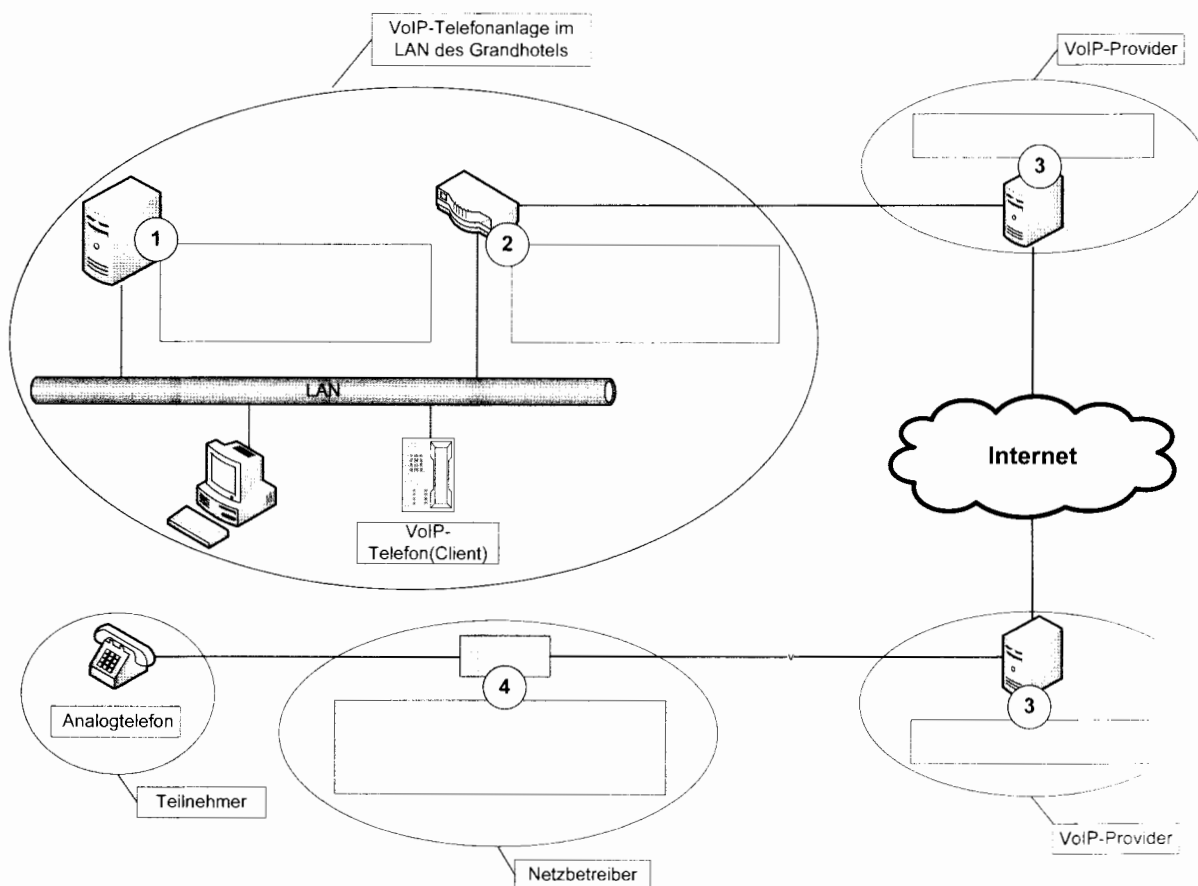 VoIP-Telefonanlage im
LAN des Grandhotels
VoIP-Provider
3
1
2
LAN
Internet
VoIP-
Telefon(Client)
4
3
Analogtelefon
Teilnehmer
Netzbetreiber
VoIP-Provider